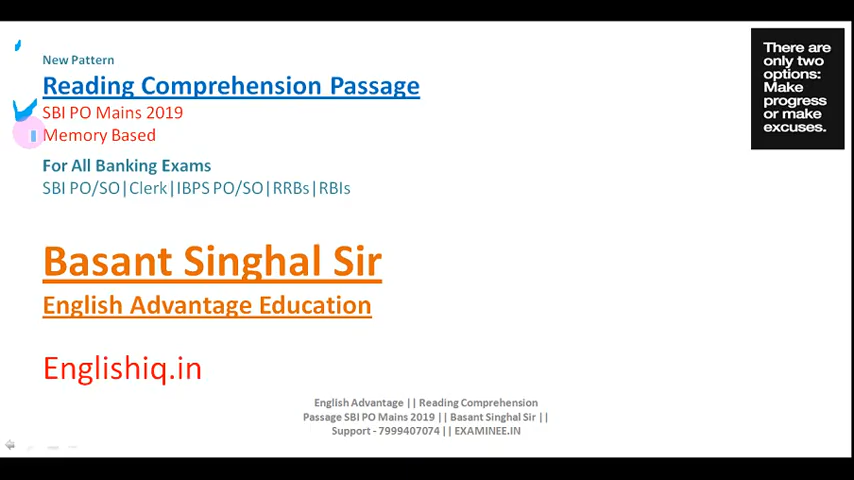 New Pattern
Reading Comprehension Passage
SBI PO Mains 2019
Memory Based
For All Banking Exams
SBI PO/SO|Clerk|IBPS PO/SO|RRBs|RBIs
Basant Singhal Sir
English Advantage Education
Englishiq.in
English Advantage || Reading Comprehension
Passage SBI PO Mains 2019 || Basant Singhal Sir ||
Support - 7999407074 || EXAMINEE.IN
There are
only two
options:
Make
progress
or make
excuses.